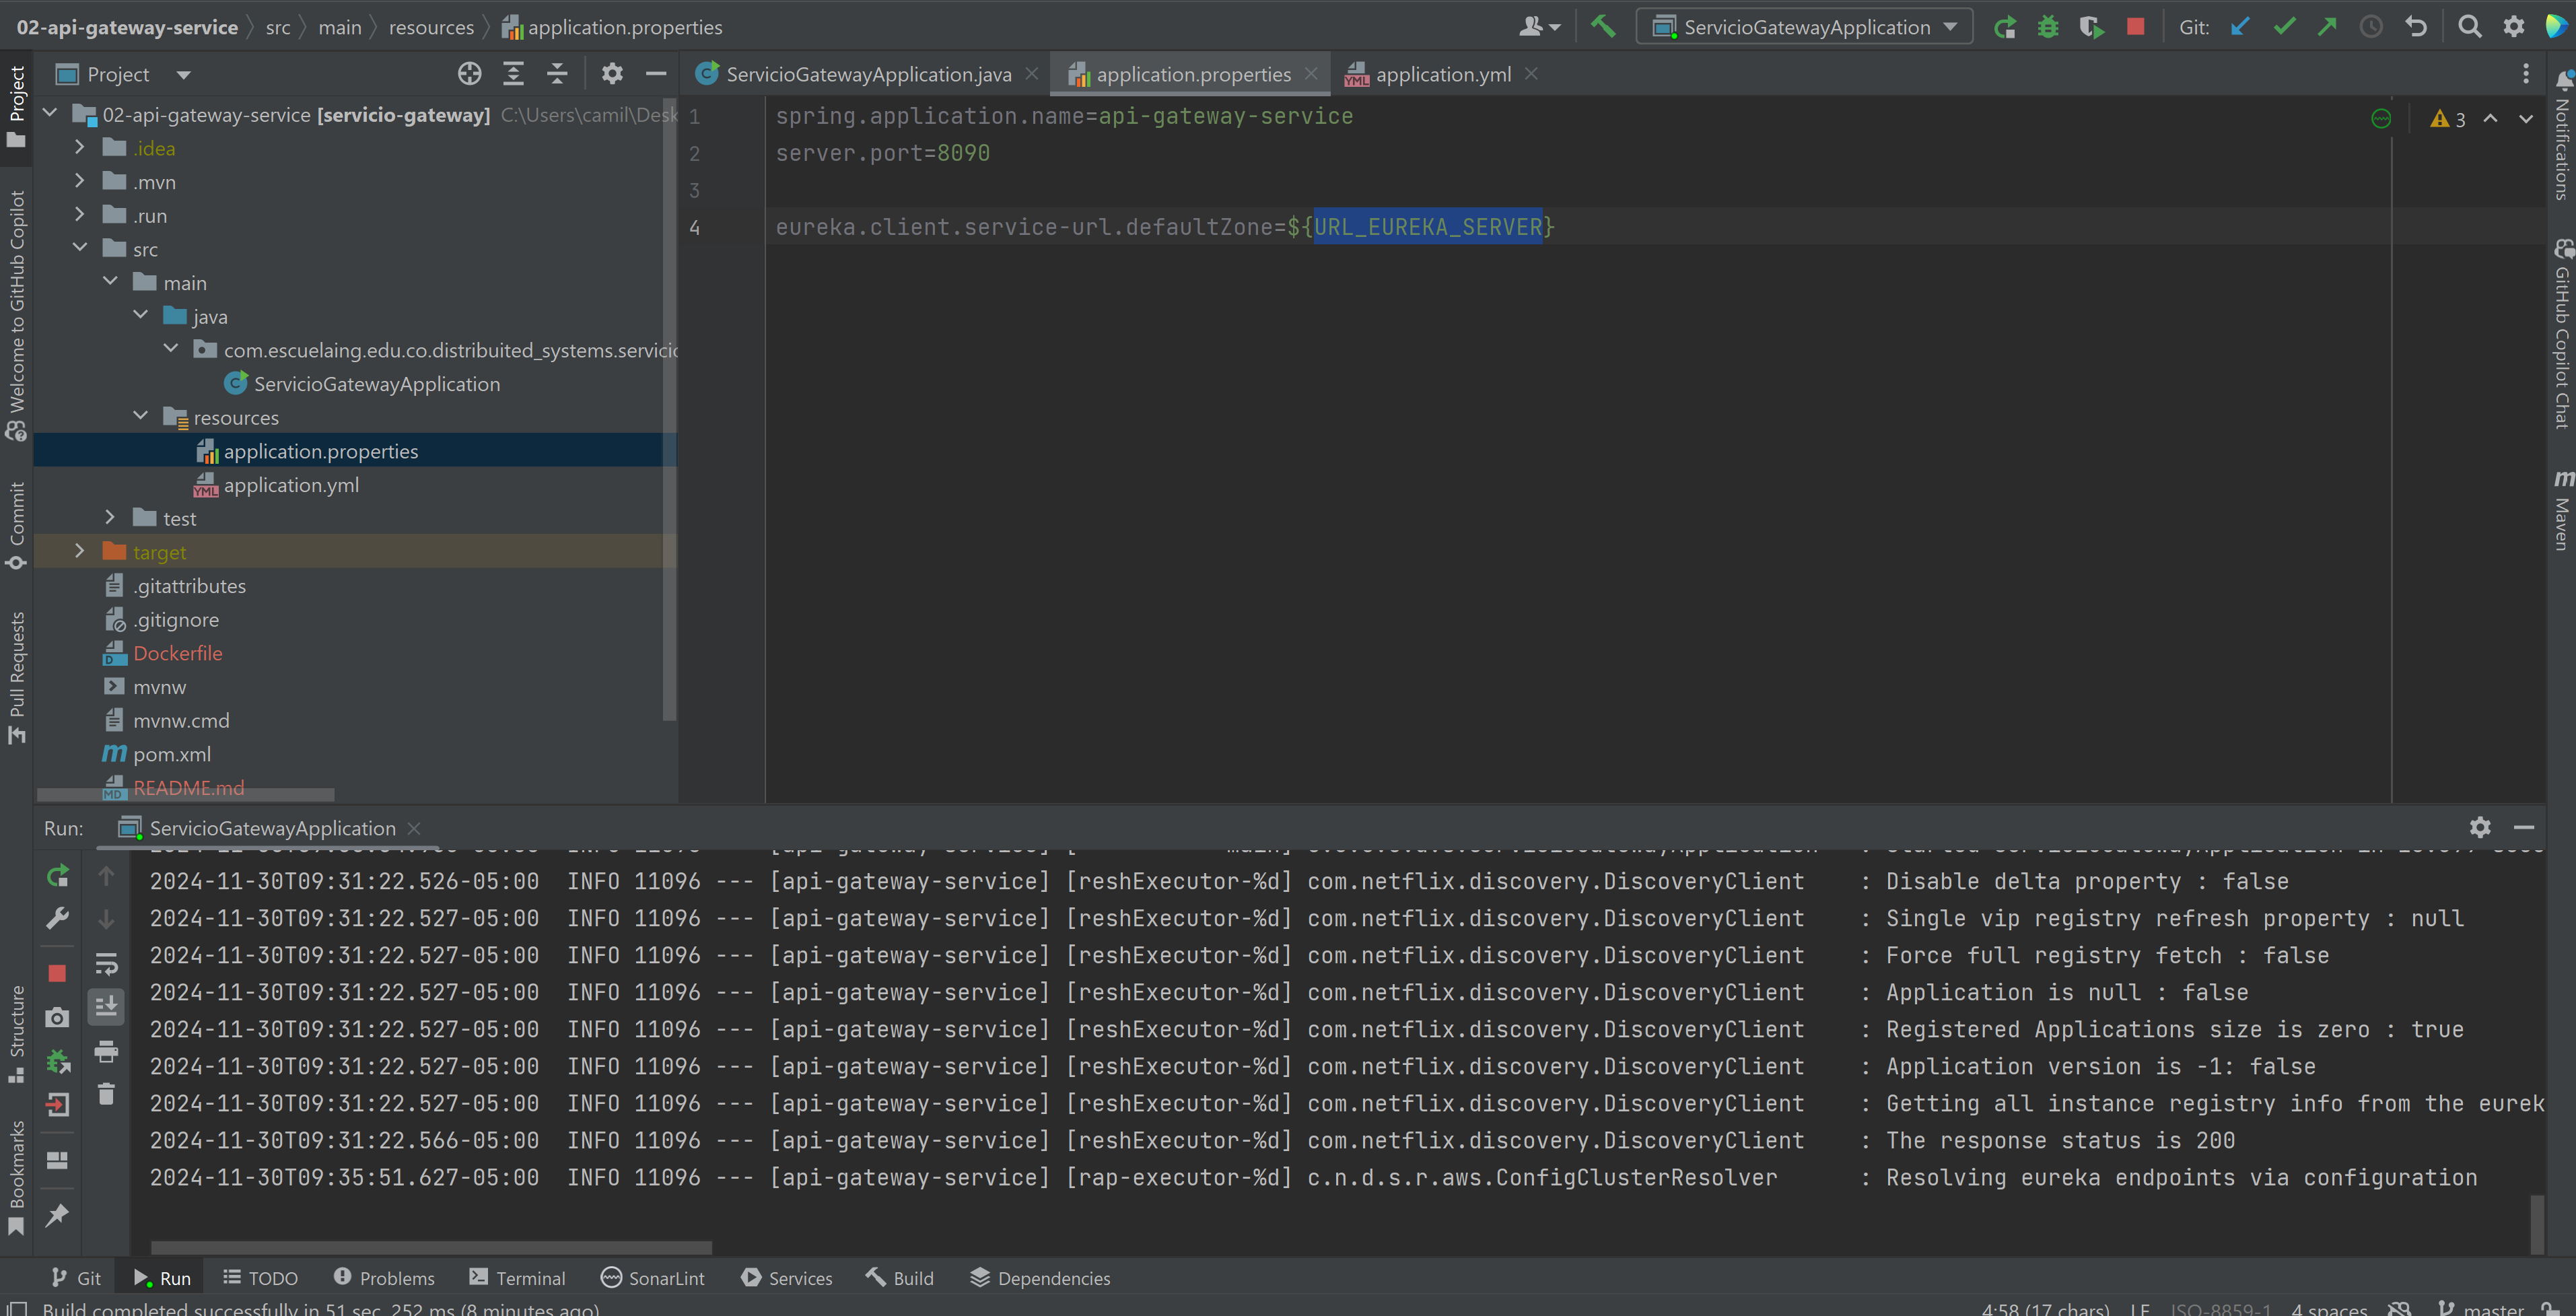 02-api-gateway-service src main resources application.properties
ServicioGatewayApplication
Git:
Project
ServicioGatewayApplication.java
application.properties
application.yml
02-api-gateway-service [servicio-gateway] C:\Users\camil\Desk
.idea
.mvn
.run
src
main
java
com.escuelaing.edu.co.distribuited_systems.servicio
ServicioGatewayApplication
resources
application.properties
application.yml
test
target
.gitattributes
.gitignore
Dockerfile
mvnw
mvnw.cmd
pom.xml
README.md
1 spring.application.name=api-gateway-service
2 server.port=8090
3
4 eureka.client.service-url.defaultZone=${URL_EUREKA_SERVER}
3
Project
Welcome to GitHub Copilot
Commit
Pull Requests
Structure
Bookmarks
Notifications
GitHub Copilot Chat
Maven
Run: ServicioGatewayApplication
2024-11-30T09:31:22.526-05:00 INFO 11096 --- [api-gateway-service] [reshExecutor-%d] com.netflix.discovery.DiscoveryClient : Disable delta property : false
2024-11-30T09:31:22.527-05:00 INFO 11096 --- [api-gateway-service] [reshExecutor-%d] com.netflix.discovery.DiscoveryClient : Single vip registry refresh property : null
2024-11-30T09:31:22.527-05:00 INFO 11096 --- [api-gateway-service] [reshExecutor-%d] com.netflix.discovery.DiscoveryClient : Force full registry fetch : false
2024-11-30T09:31:22.527-05:00 INFO 11096 --- [api-gateway-service] [reshExecutor-%d] com.netflix.discovery.DiscoveryClient : Application is null : false
2024-11-30T09:31:22.527-05:00 INFO 11096 --- [api-gateway-service] [reshExecutor-%d] com.netflix.discovery.DiscoveryClient : Registered Applications size is zero : true
2024-11-30T09:31:22.527-05:00 INFO 11096 --- [api-gateway-service] [reshExecutor-%d] com.netflix.discovery.DiscoveryClient : Application version is -1: false
2024-11-30T09:31:22.527-05:00 INFO 11096 --- [api-gateway-service] [reshExecutor-%d] com.netflix.discovery.DiscoveryClient : Getting all instance registry info from the eurek
2024-11-30T09:31:22.566-05:00 INFO 11096 --- [api-gateway-service] [reshExecutor-%d] com.netflix.discovery.DiscoveryClient : The response status is 200
2024-11-30T09:35:51.627-05:00 INFO 11096 --- [api-gateway-service] [rap-executor-%d] c.n.d.s.r.aws.ConfigClusterResolver : Resolving eureka endpoints via configuration
Git Run TODO Problems Terminal SonarLint Services Build Dependencies
Build completed successfully in 51 sec, 252 ms (8 minutes ago)
4:58 (17 chars) LF ISO-8859-1 4 spaces master